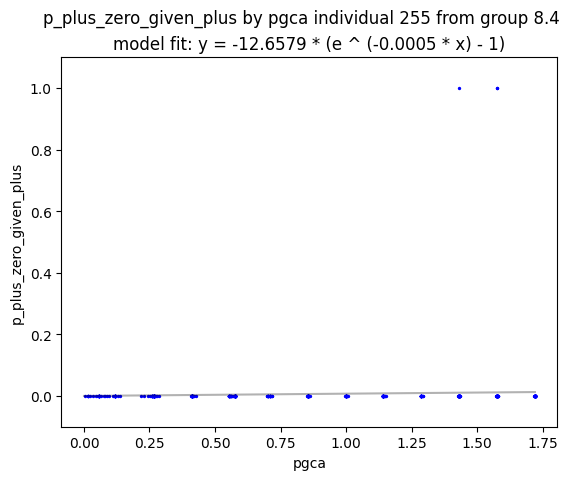 p_plus_zero_given_plus by pgca individual 255 from group 8.4
model fit: y = -12.6579 * (e ^ (-0.0005 * x) - 1)
1.0
0.8
0.6
0.4
0.2
0.0
p_plus_zero_given_plus
0.00 0.25 0.50 0.75 1.00 1.25 1.50 1.75
pgca